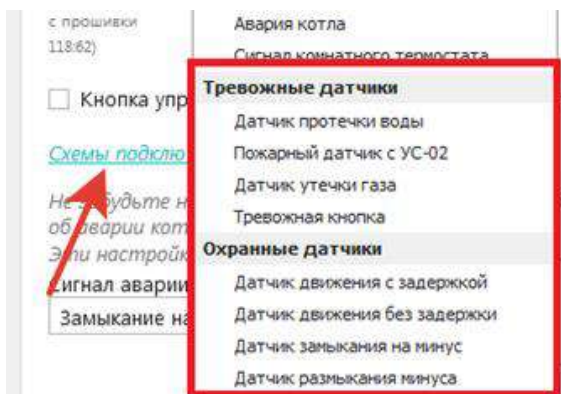 с прошивки
118:62)
Кнопка упр
Схемы подклю
Не забудьте н
об аварии кот
Эти настройк
Сигнал аварии
Замыкание на
Авария котла
Сигнал комнатного термостата
Тревожные датчики
Датчик протечки воды
Пожарный датчик с УС-02
Датчик утечки газа
Тревожная кнопка
Охранные датчики
Датчик движения с задержкой
Датчик движения без задержки
Датчик замыкания на минус
Датчик размыкания минуса